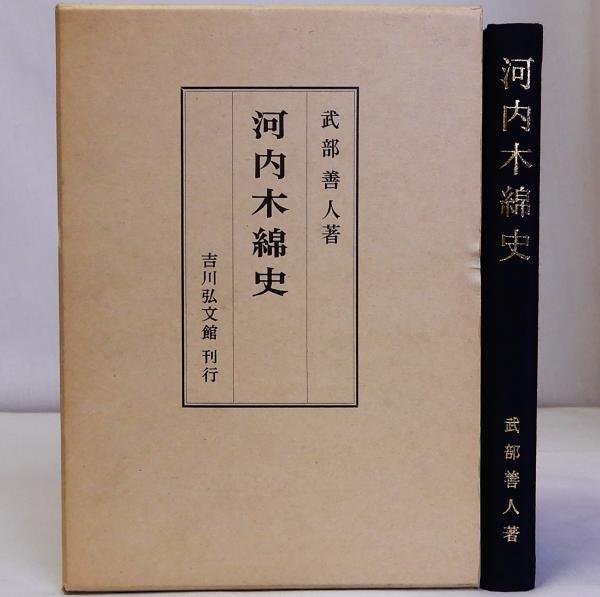 武部善人著
河内木綿史
吉川弘文館 刊行
河内木綿史
武部善人著